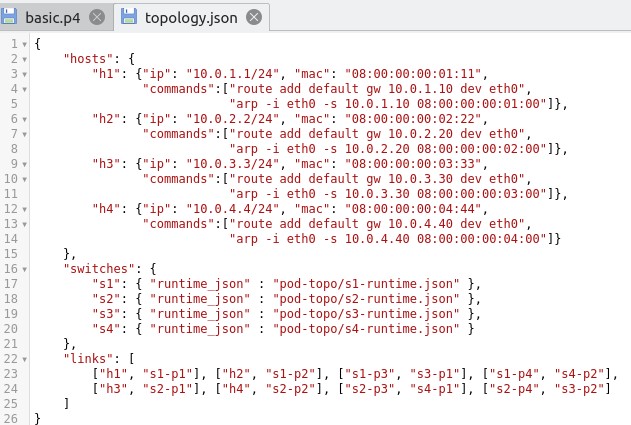 basic.p4 topology.json
1 {
2 "hosts": {
3 "h1": {"ip": "10.0.1.1/24", "mac": "08:00:00:00:01:11",
4 "commands":["route add default gw 10.0.1.10 dev eth0",
5 "arp -i eth0 -s 10.0.1.10 08:00:00:00:01:00"]},
6 "h2": {"ip": "10.0.2.2/24", "mac": "08:00:00:00:02:22",
7 "commands":["route add default gw 10.0.2.20 dev eth0",
8 "arp -i eth0 -s 10.0.2.20 08:00:00:00:02:00"]},
9 "h3": {"ip": "10.0.3.3/24", "mac": "08:00:00:00:03:33",
10 "commands":["route add default gw 10.0.3.30 dev eth0",
11 "arp -i eth0 -s 10.0.3.30 08:00:00:00:03:00"]},
12 "h4": {"ip": "10.0.4.4/24", "mac": "08:00:00:00:04:44",
13 "commands":["route add default gw 10.0.4.40 dev eth0",
14 "arp -i eth0 -s 10.0.4.40 08:00:00:00:04:00"]}
15 },
16 "switches": {
17 "s1": { "runtime_json" : "pod-topo/s1-runtime.json" },
18 "s2": { "runtime_json" : "pod-topo/s2-runtime.json" },
19 "s3": { "runtime_json" : "pod-topo/s3-runtime.json" },
20 "s4": { "runtime_json" : "pod-topo/s4-runtime.json" }
21 },
22 "links": [
23 ["h1", "s1-p1"], ["h2", "s1-p2"], ["s1-p3", "s3-p1"], ["s1-p4", "s4-p2"],
24 ["h3", "s2-p1"], ["h4", "s2-p2"], ["s2-p3", "s4-p1"], ["s2-p4", "s3-p2"]
25 ]
26 }